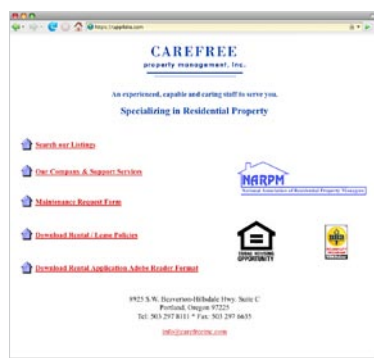 CAREFREE
property management, Inc.
An experienced, capable and caring staff to serve you.
Specializing in Residential Property
Search our Listings
Our Company & Support Services
NARPM
National Association of Residential Property Managers
Maintenance Request Form
Download Rental / Lease Policies
EQUAL HOUSING
OPPORTUNITY
Download Rental Application Adobe Reader Format
8925 S.W. Beaverton-Hillsdale Hwy. Suite C
Portland, Oregon 97225
Tel: 503 297 8111 * Fax: 503 297 6635